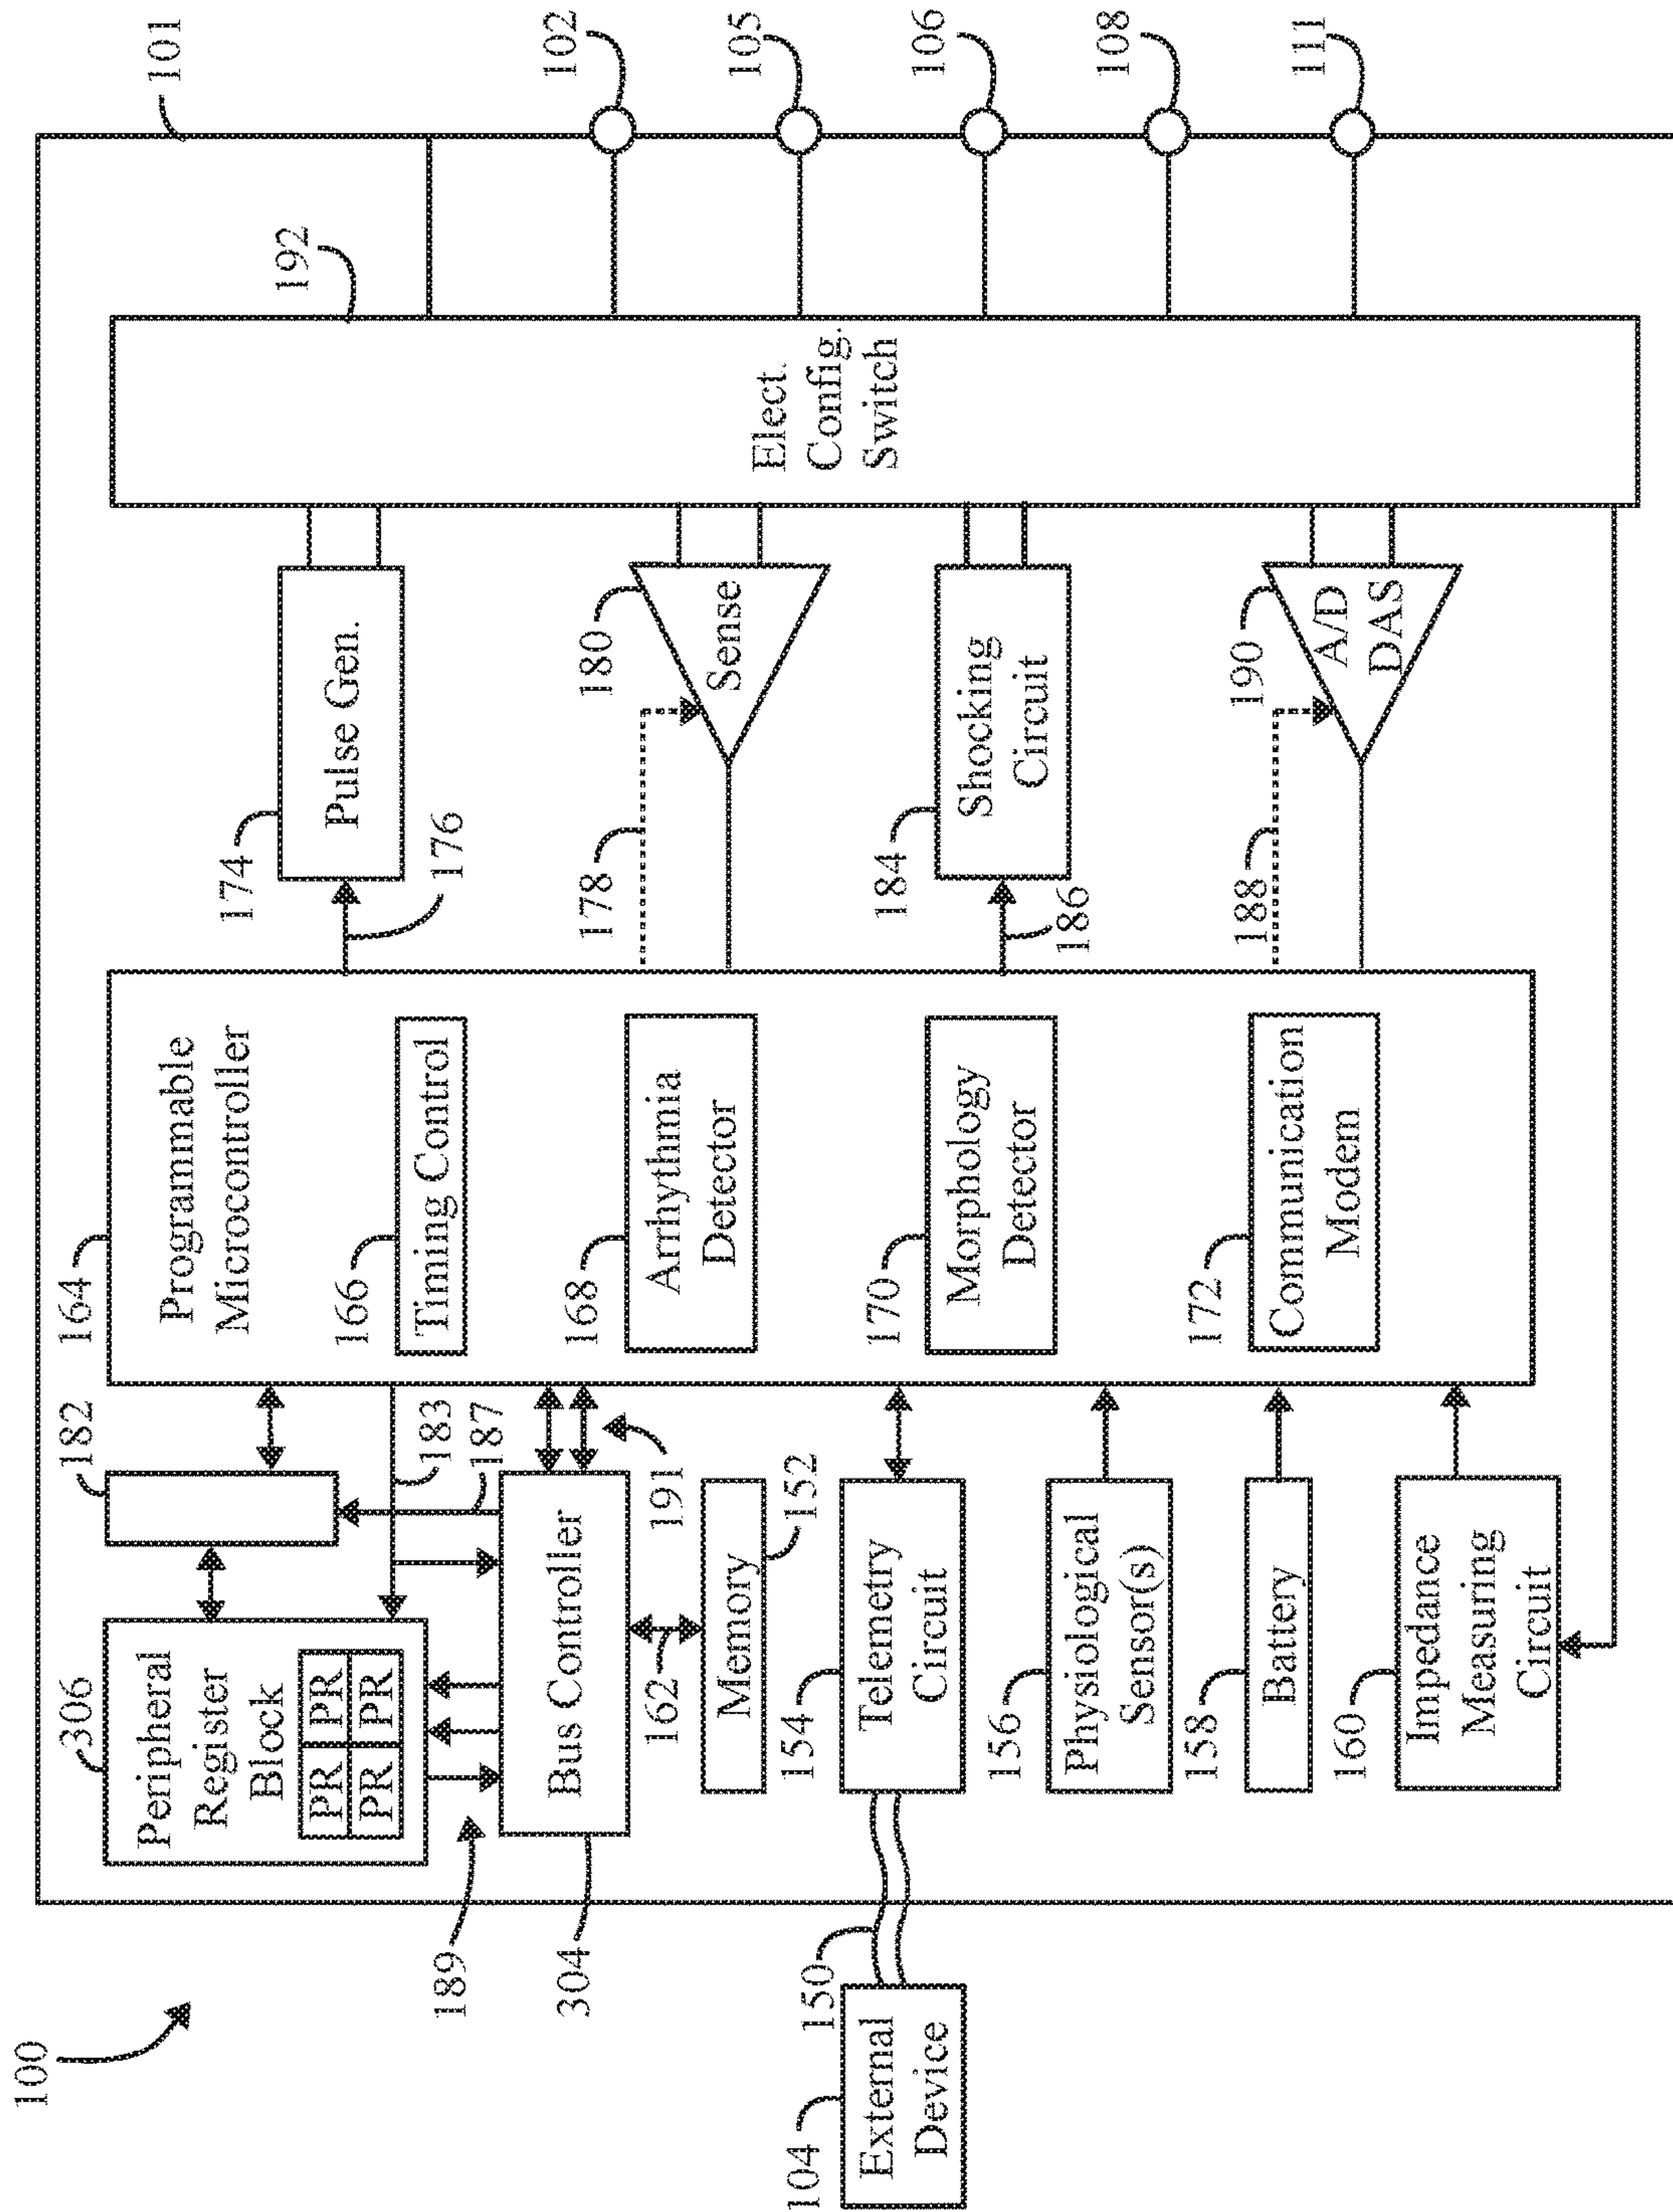 100
101
306
Peripheral
Register
Block
PR
PR
PR
PR
182
183
187
189
304
Bus Controller
191
162
Memory
152
104
External
Device
150
154
Telemetry
Circuit
156
Physiological
Sensor(s)
158
Battery
160
Impedance
Measuring
Circuit
164
Programmable
Microcontroller
166
Timing Control
168
Arrhythmia
Detector
170
Morphology
Detector
172
Communication
Modem
174
Pulse Gen.
176
178
180
Sense
184
Shocking
Circuit
186
188
190
A/D
DAS
192
Elect.
Config.
Switch
102
105
106
108
111